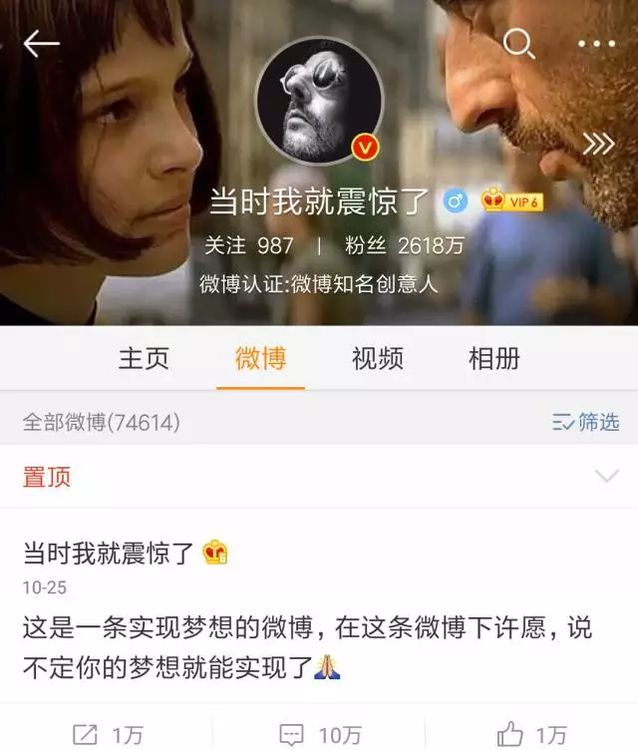 当时我就震惊了 VIP 6
关注 987 | 粉丝 2618万
微博认证:微博知名创意人
主页 微博 视频 相册
全部微博(74614) 筛选
置顶
当时我就震惊了
10-25
这是一条实现梦想的微博，在这条微博下许愿，说
不定你的梦想就能实现了🙏
1万 10万 1万